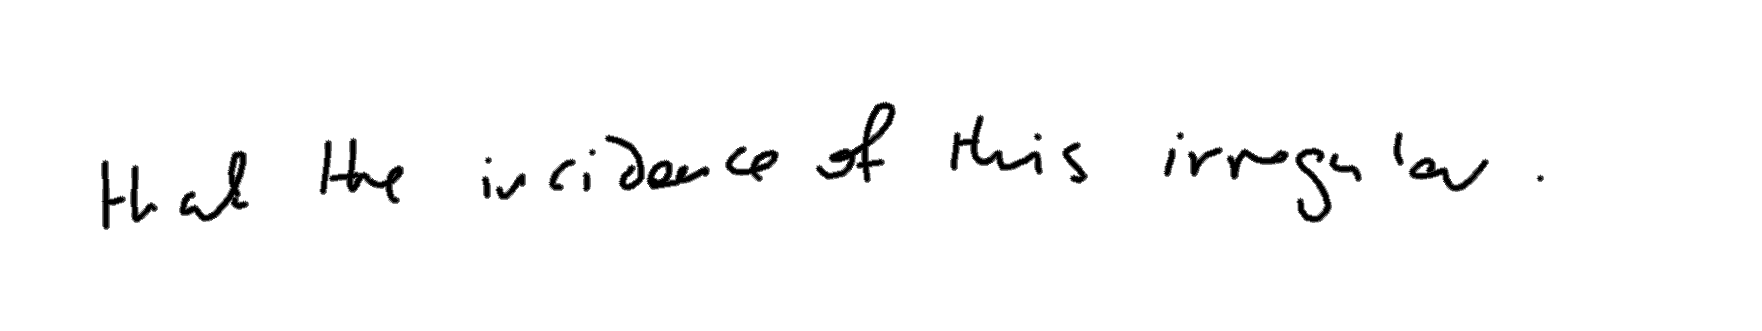 that the incidence of this irregular .